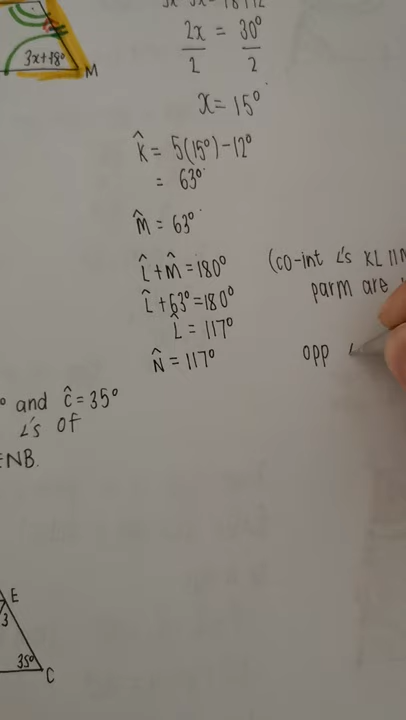 2x = 30°
2 2
x = 15°
3x+18°
M
K̂ = 5(15°)-12°
= 63°
M̂ = 63°
L̂ + M̂ = 180° (co-int ∠'s KL ||
L̂ + 63° = 180° parm are
L̂ = 117°
N̂ = 117° opp
and Ĉ = 35°
∠'s of
ENB.
E
3
35°
C